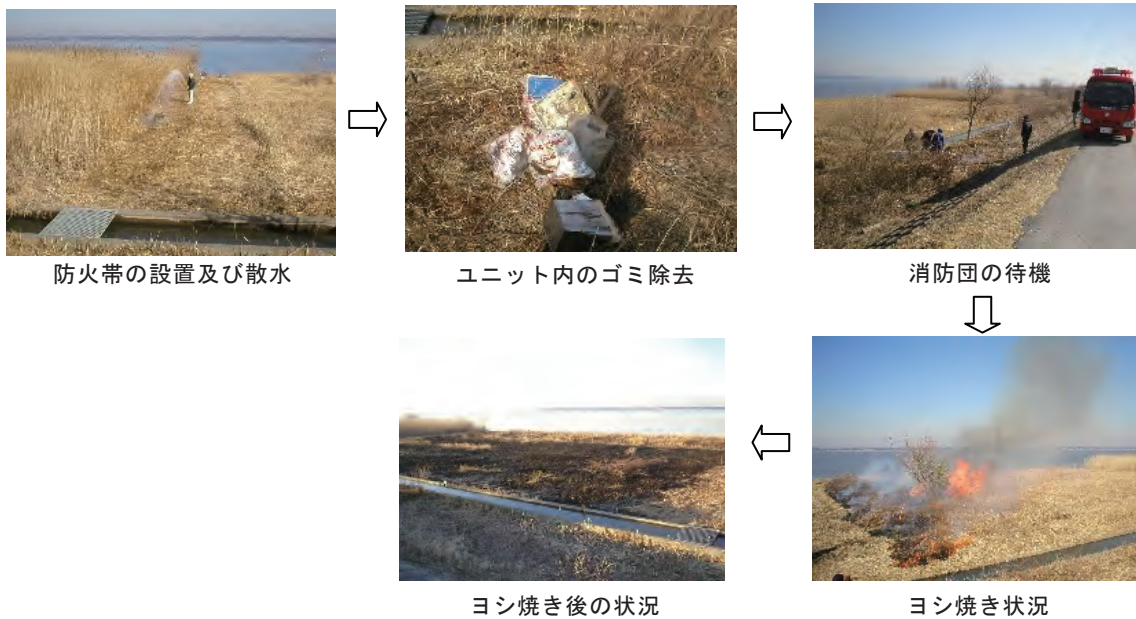 防火帯の設置及び散水
ユニット内のゴミ除去
消防団の待機
ヨシ焼き後の状況
ヨシ焼き状況